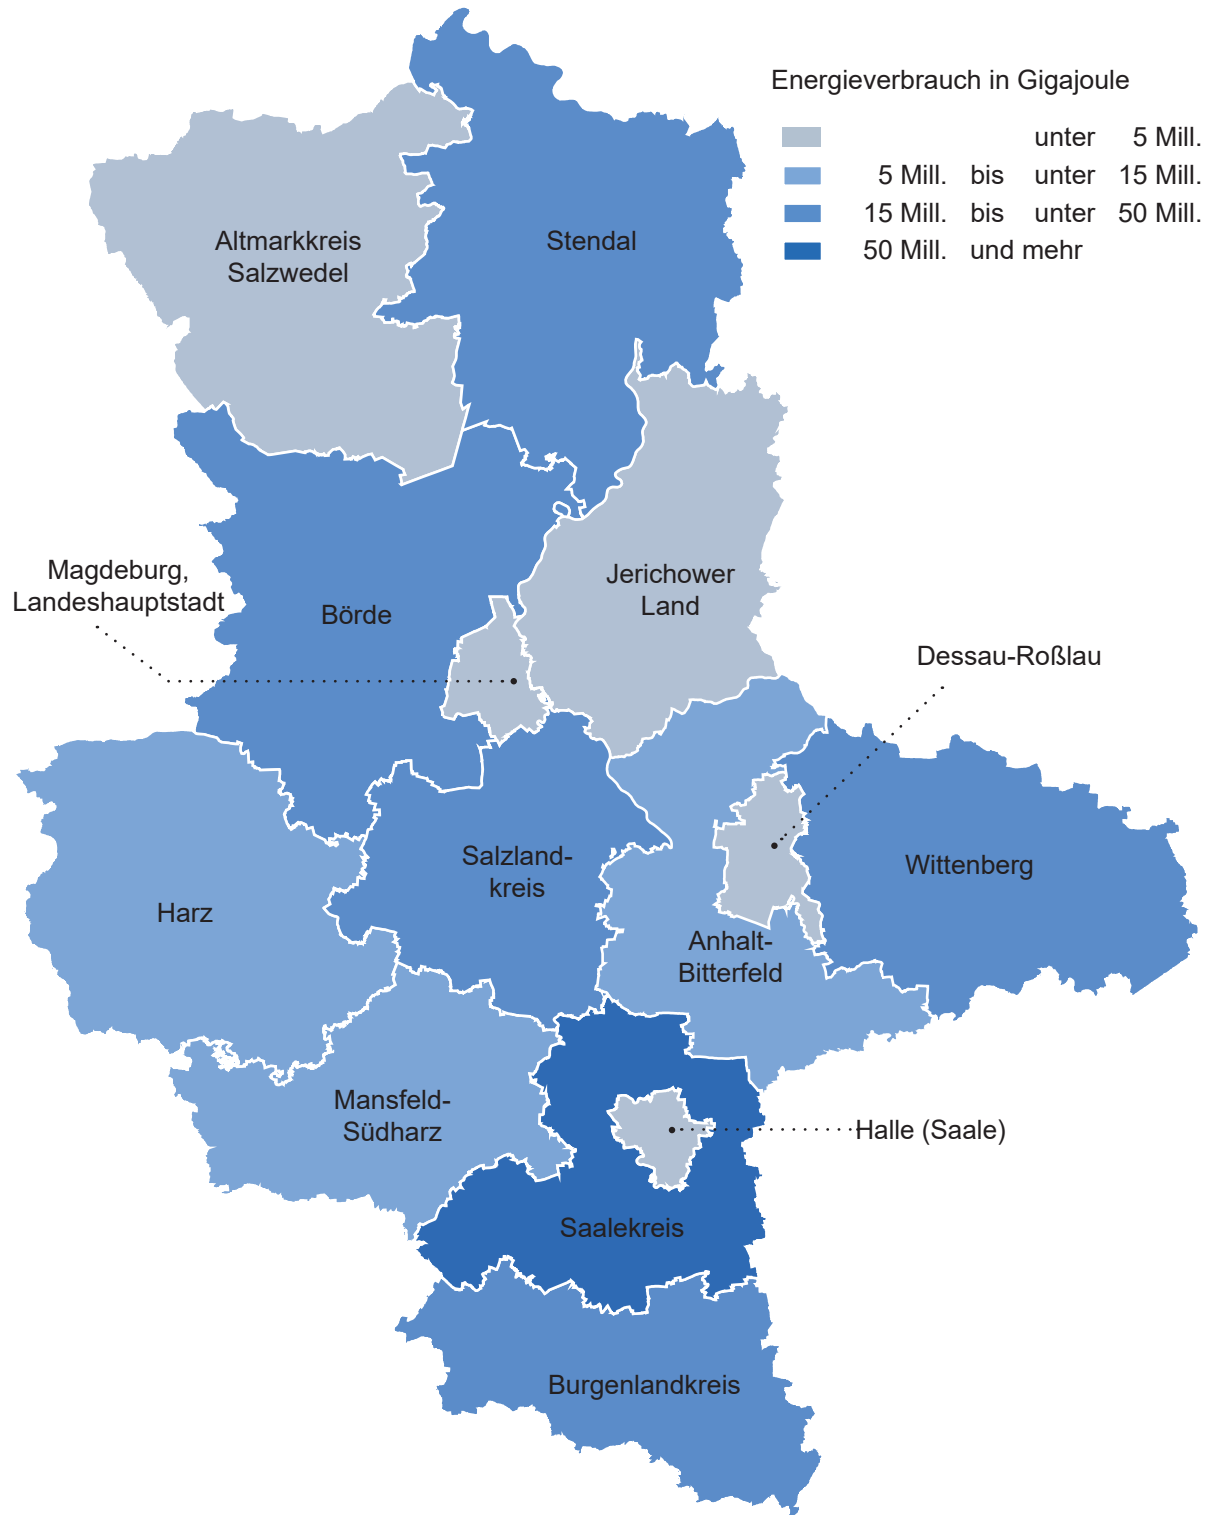 Energieverbrauch in Gigajoule
unter 5 Mill.
5 Mill. bis unter 15 Mill.
15 Mill. bis unter 50 Mill.
50 Mill. und mehr
Altmarkkreis
Salzwedel
Stendal
Magdeburg,
Landeshauptstadt
Börde
Jerichower
Land
Dessau-Roßlau
Harz
Salzland-
kreis
Wittenberg
Anhalt-
Bitterfeld
Mansfeld-
Südharz
Halle (Saale)
Saalekreis
Burgenlandkreis